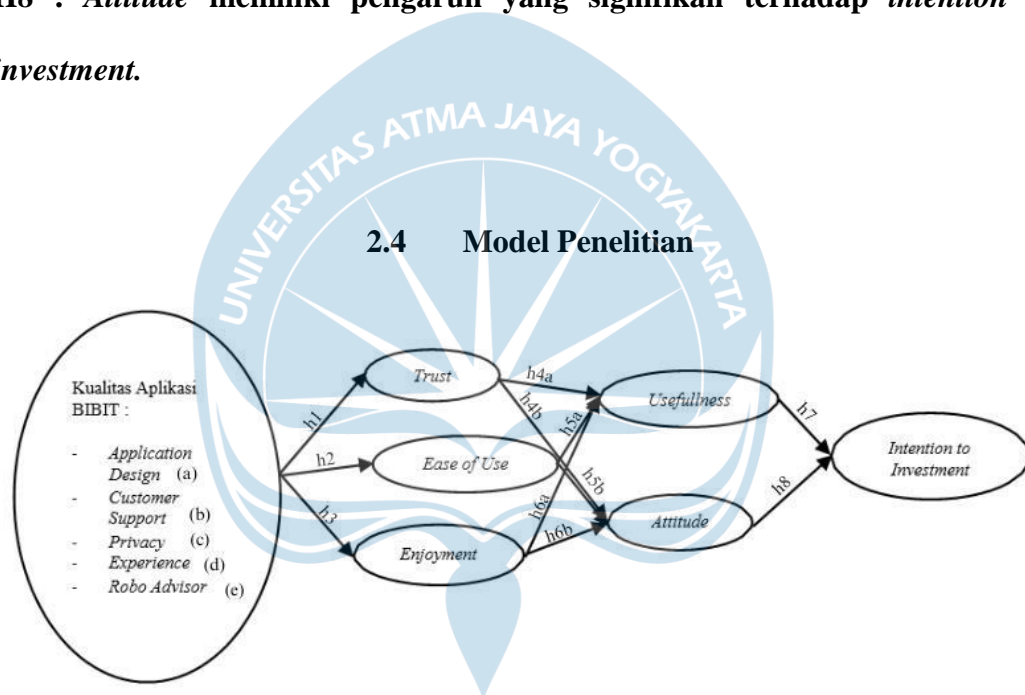 H8 : Attitude memiliki pengaruh yang signifikan terhadap intention
investment.
UNIVERSITAS ATMA JAYA YOGYAKARTA
2.4 Model Penelitian
Kualitas Aplikasi
BIBIT :
- Application
Design (a)
- Customer
Support (b)
- Privacy (c)
- Experience (d)
- Robo Advisor (e)
h1
h2
h3
Trust
Ease of Use
Enjoyment
h4a
h4b
h5a
h5b
h6a
h6b
Usefullness
Attitude
h7
h8
Intention to
Investment